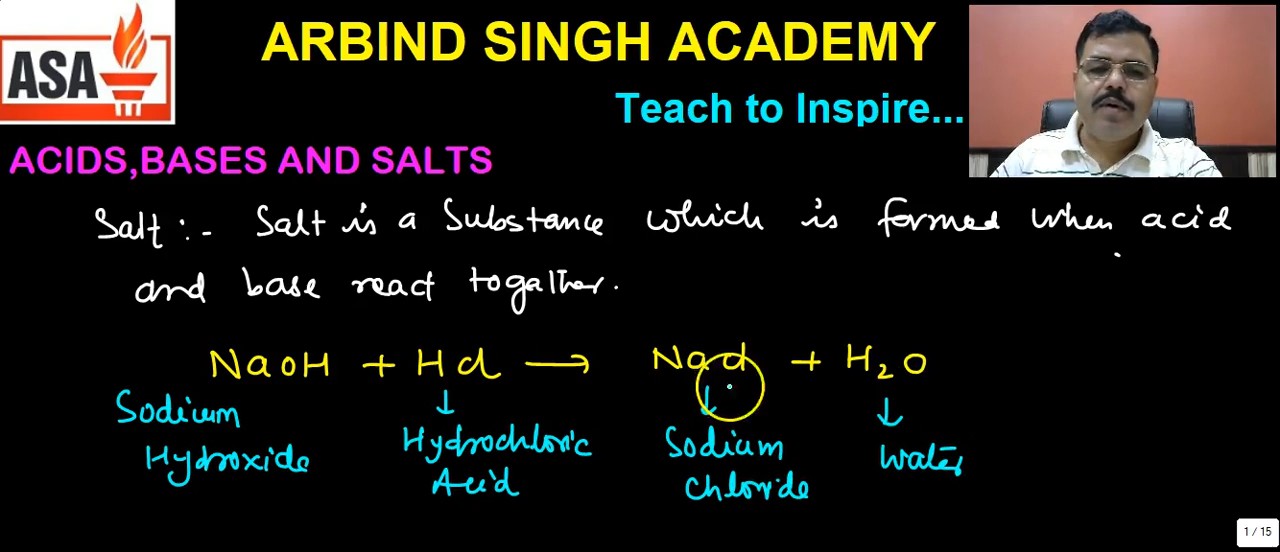 ASA
ARBIND SINGH ACADEMY
Teach to Inspire...
ACIDS,BASES AND SALTS
Salt :- Salt is a Substance which is formed when acid
and base react togather.
NaOH + HCl → NaCl + H₂O
Sodium Hydroxide
↓ Hydrochloric Acid
↓ Sodium Chloride
↓ Water
1 / 15